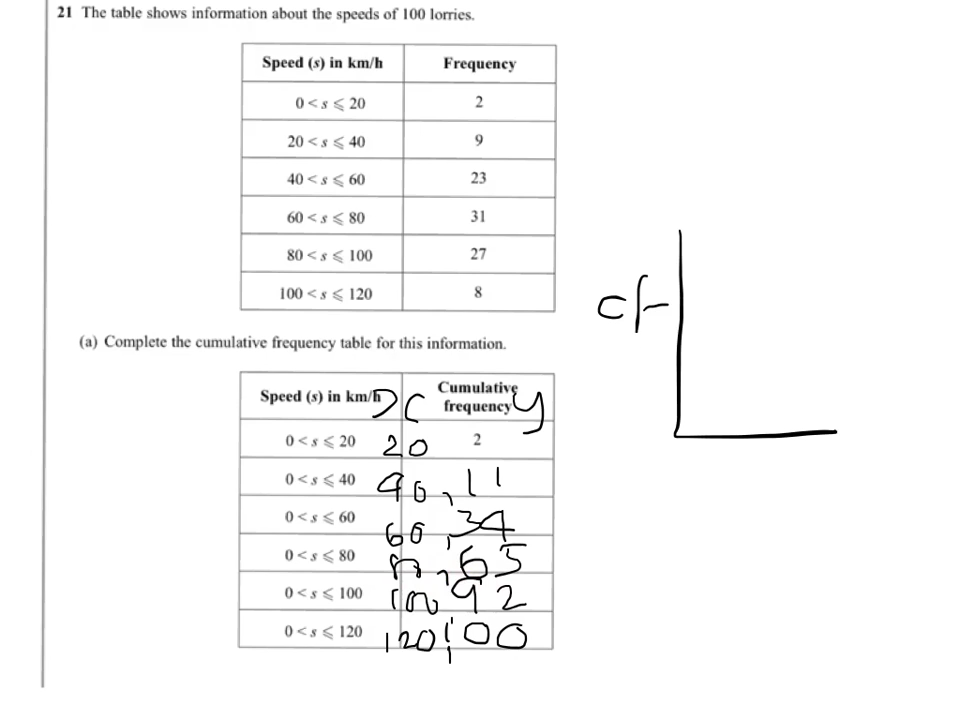 21 The table shows information about the speeds of 100 lorries.
Speed (s) in km/h Frequency
0 < s ⩽ 20 2
20 < s ⩽ 40 9
40 < s ⩽ 60 23
60 < s ⩽ 80 31
80 < s ⩽ 100 27
100 < s ⩽ 120 8
cf
(a) Complete the cumulative frequency table for this information.
Speed (s) in km/h x Cumulative frequency y
0 < s ⩽ 20 20 2
0 < s ⩽ 40 40, 11
0 < s ⩽ 60 60, 34
0 < s ⩽ 80 , 65
0 < s ⩽ 100 100, 92
0 < s ⩽ 120 120, 100